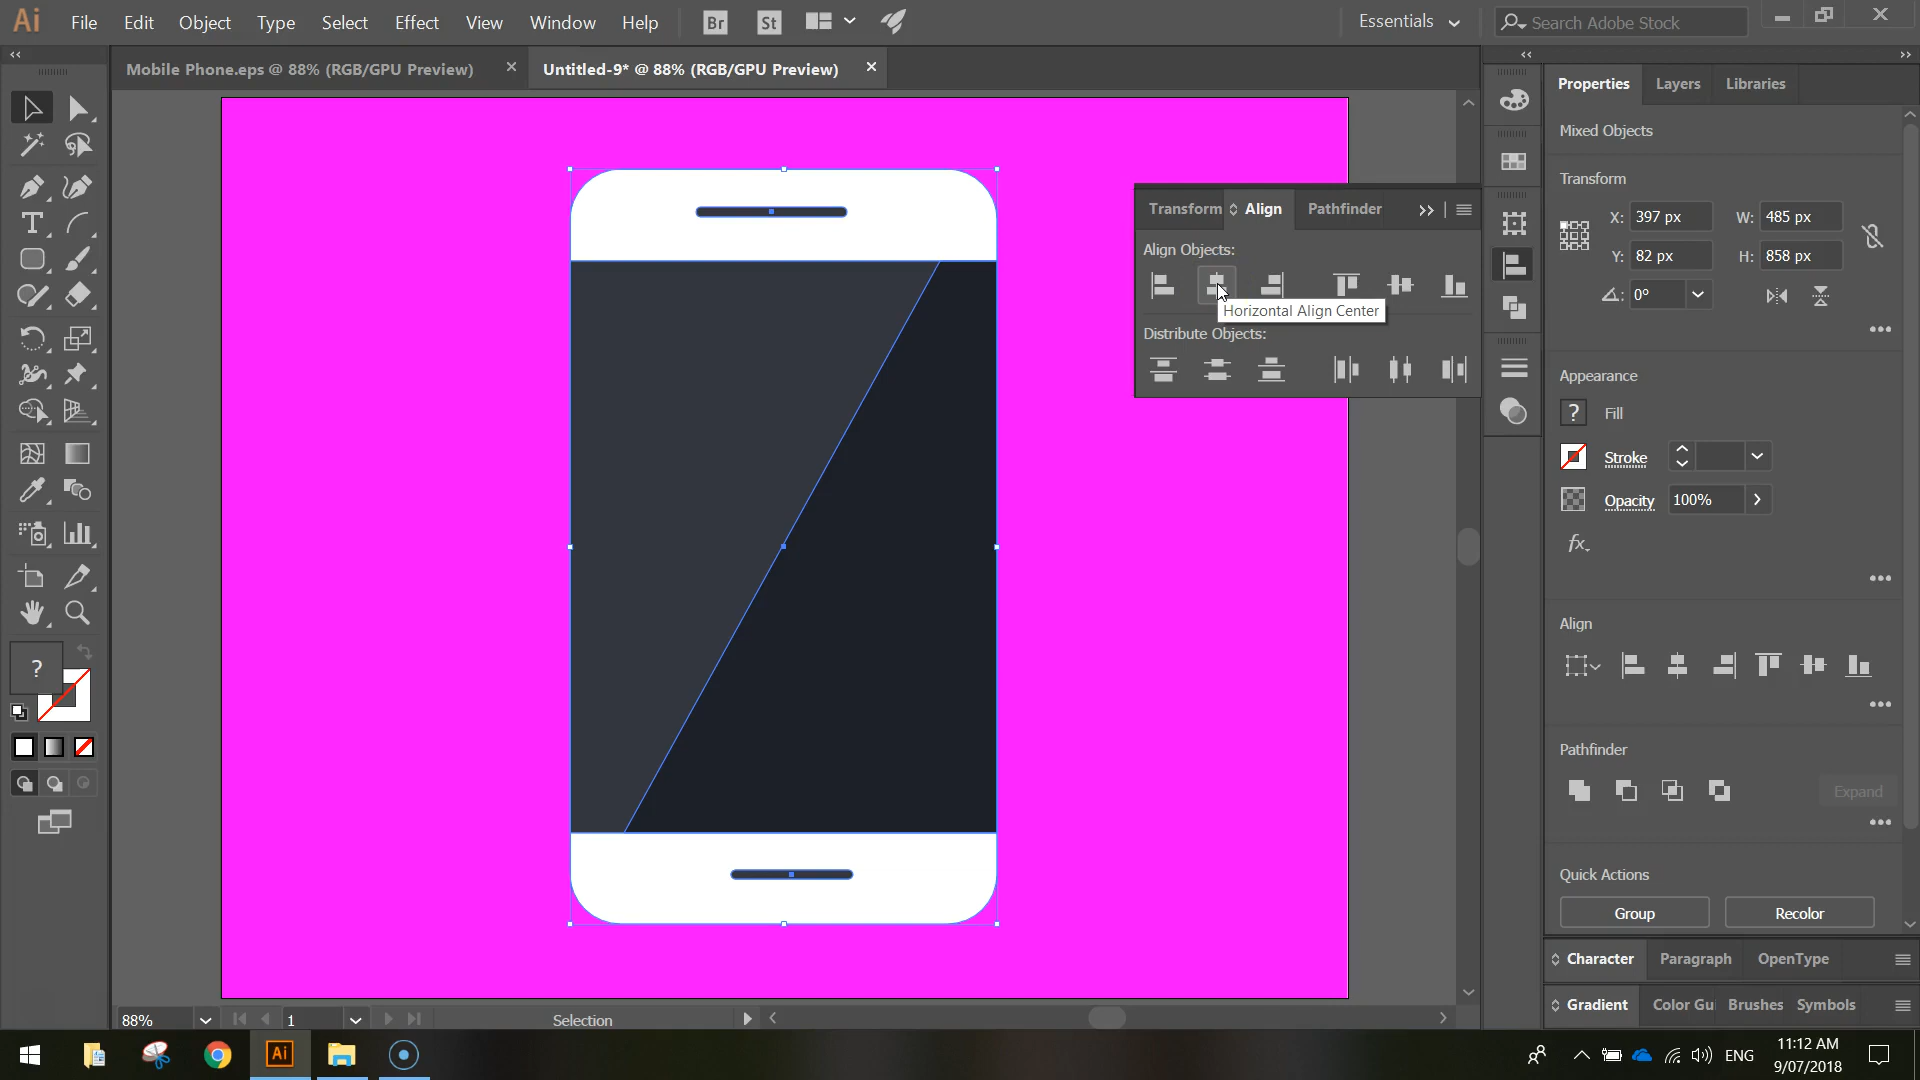 Ai File Edit Object Type Select Effect View Window Help Br St Essentials Search Adobe Stock
Mobile Phone.eps @ 88% (RGB/GPU Preview) Untitled-9* @ 88% (RGB/GPU Preview)
Properties Layers Libraries
Mixed Objects
Transform
X: 397 px W: 485 px
Y: 82 px H: 858 px
0°
Transform Align Pathfinder
Align Objects:
Horizontal Align Center
Distribute Objects:
Appearance
? Fill
Stroke
Opacity 100%
fx
Align
Pathfinder
Expand
Quick Actions
Group Recolor
Character Paragraph OpenType
Gradient Color Gu Brushes Symbols
?
88% 1 Selection
Ai
ENG
11:12 AM
9/07/2018